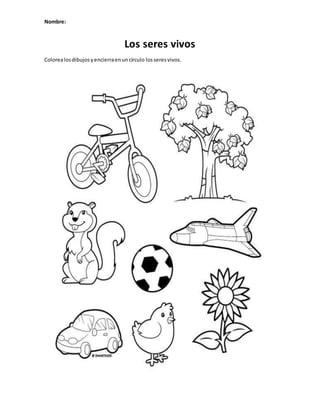 Nombre:
Los seres vivos
Colorea los dibujos y encierra en un círculo los seres vivos.